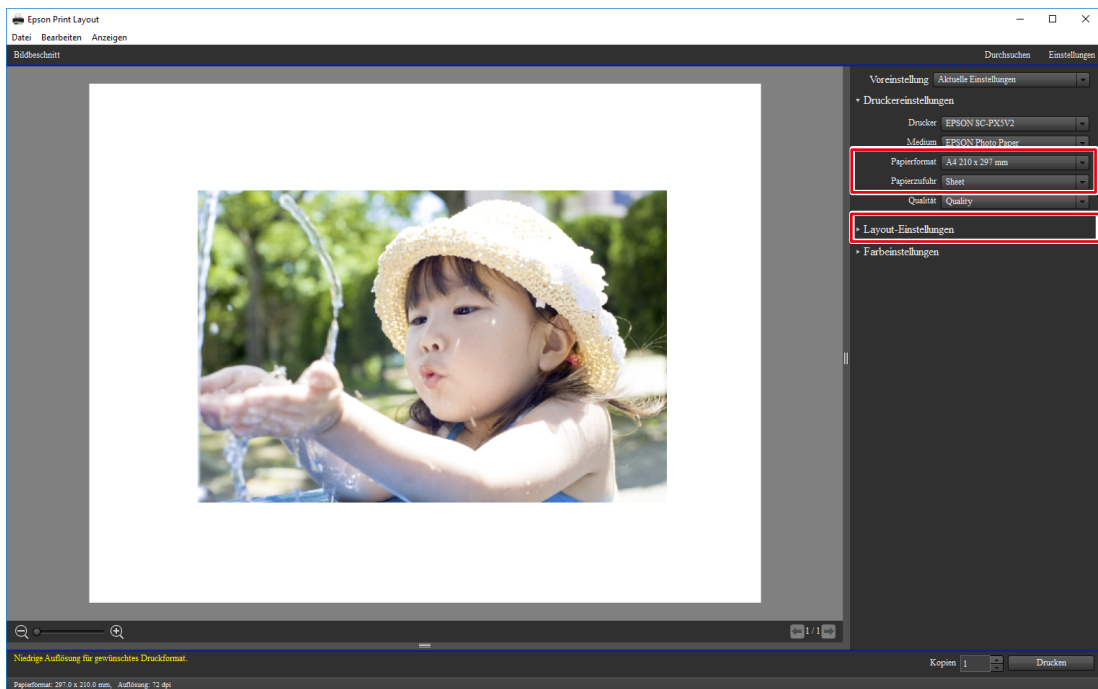 Epson Print Layout
Datei Bearbeiten Anzeigen
Bildbeschnitt Durchsuchen Einstellungen
Voreinstellung Aktuelle Einstellungen
Druckereinstellungen
Drucker EPSON SC-PX5V2
Medium EPSON Photo Paper
Papierformat A4 210 x 297 mm
Papierzufuhr Sheet
Qualität Quality
Layout-Einstellungen
Farbeinstellungen
1 / 1
Niedrige Auflösung für gewünschtes Druckformat.
Kopien 1 Drucken
Papierformat: 297.0 x 210.0 mm, Auflösung: 72 dpi